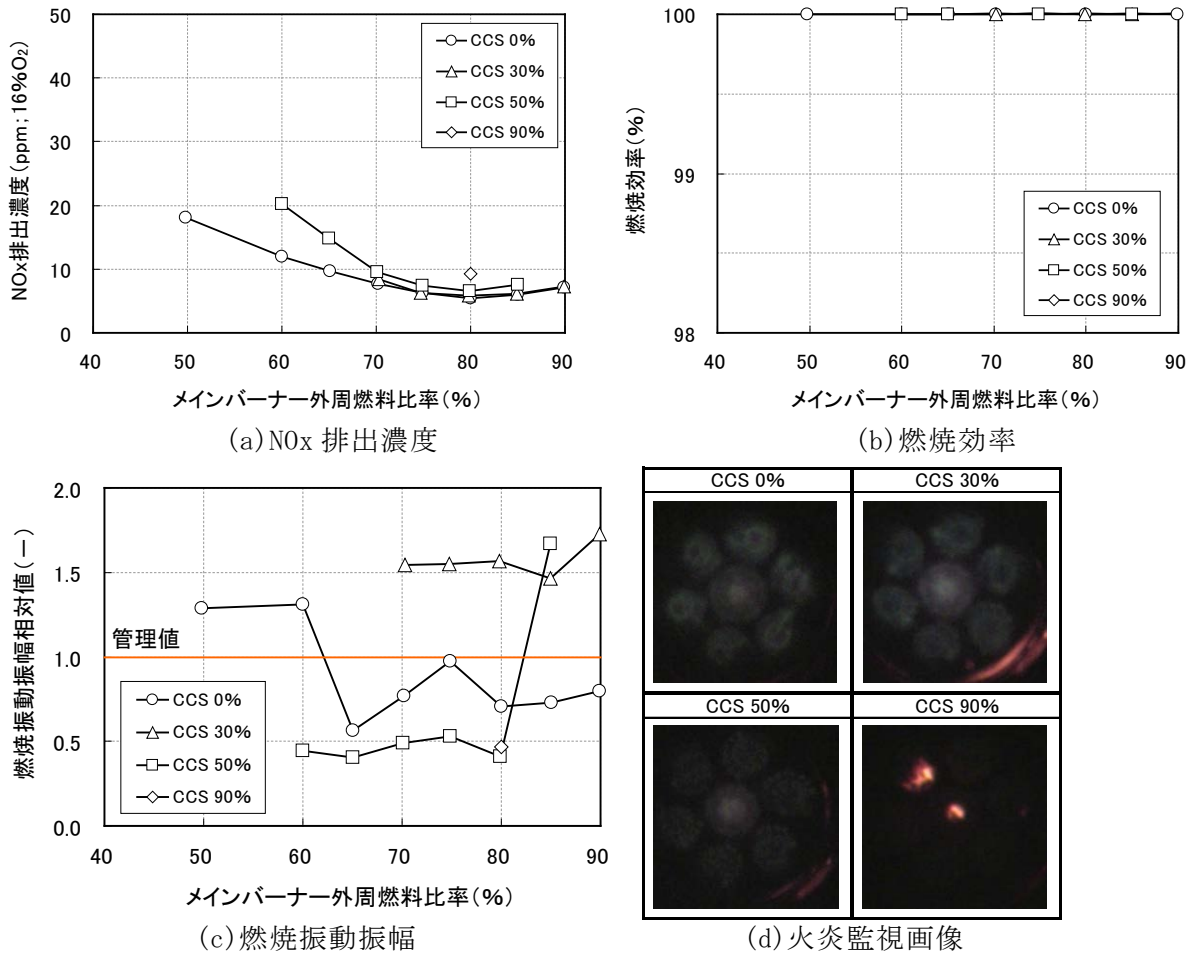 NOx排出濃度(ppm; 16%O₂)
50
40
30
20
10
0
CCS 0%
CCS 30%
CCS 50%
CCS 90%
40 50 60 70 80 90
メインバーナー外周燃料比率(%)
(a)NOx 排出濃度
燃焼効率(%)
100
99
98
CCS 0%
CCS 30%
CCS 50%
CCS 90%
40 50 60 70 80 90
メインバーナー外周燃料比率(%)
(b)燃焼効率
燃焼振動振幅相対値(ー)
2.0
1.5
1.0
0.5
0.0
管理値
CCS 0%
CCS 30%
CCS 50%
CCS 90%
40 50 60 70 80 90
メインバーナー外周燃料比率(%)
(c)燃焼振動振幅
CCS 0% CCS 30%
CCS 50% CCS 90%
(d)火炎監視画像